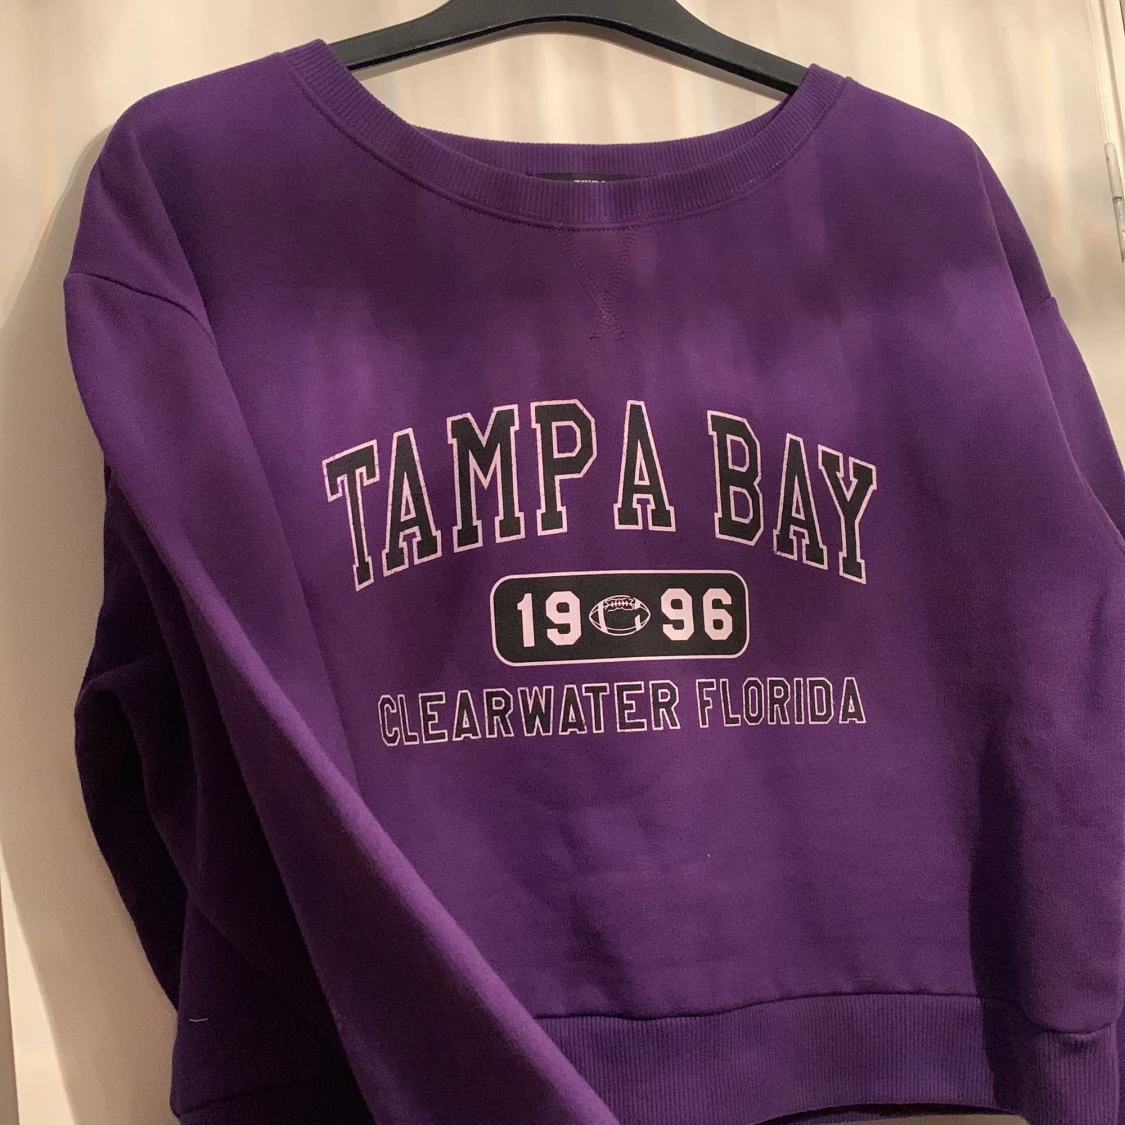 TAMPA BAY
19 96
CLEARWATER FLORIDA